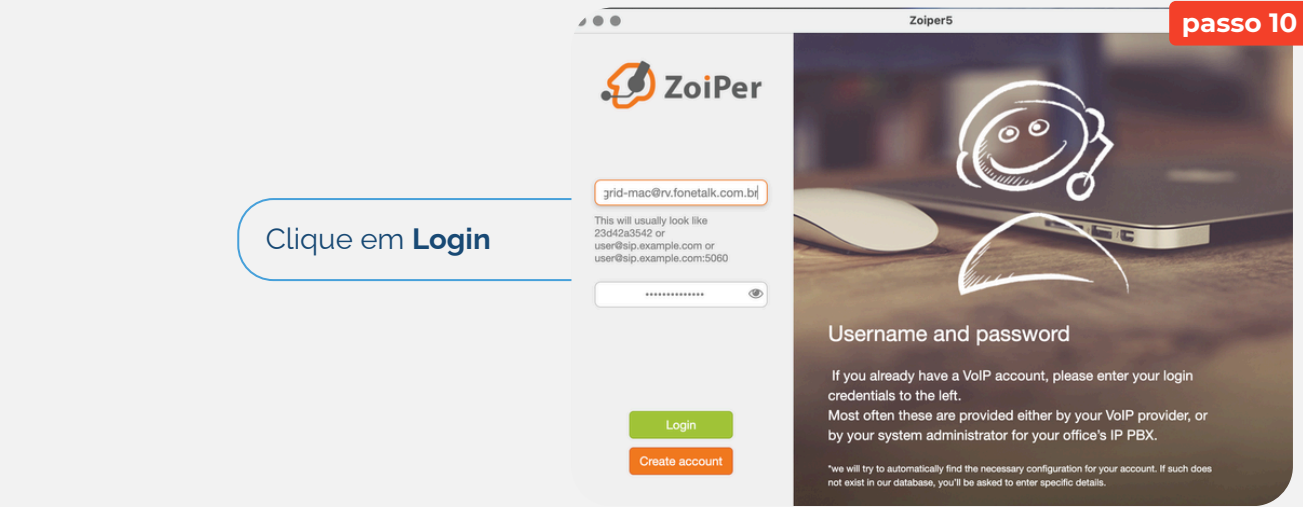 Zoiper5
passo 10
ZoiPer
grid-mac@rv.fonetalk.com.br
This will usually look like
23d42a3542 or
user@sip.example.com or
user@sip.example.com:5060
Clique em Login
••••••••••••••
Username and password
If you already have a VoIP account, please enter your login
credentials to the left.
Most often these are provided either by your VoIP provider, or
by your system administrator for your office's IP PBX.
Login
Create account
*we will try to automatically find the necessary configuration for your account. If such does
not exist in our database, you'll be asked to enter specific details.